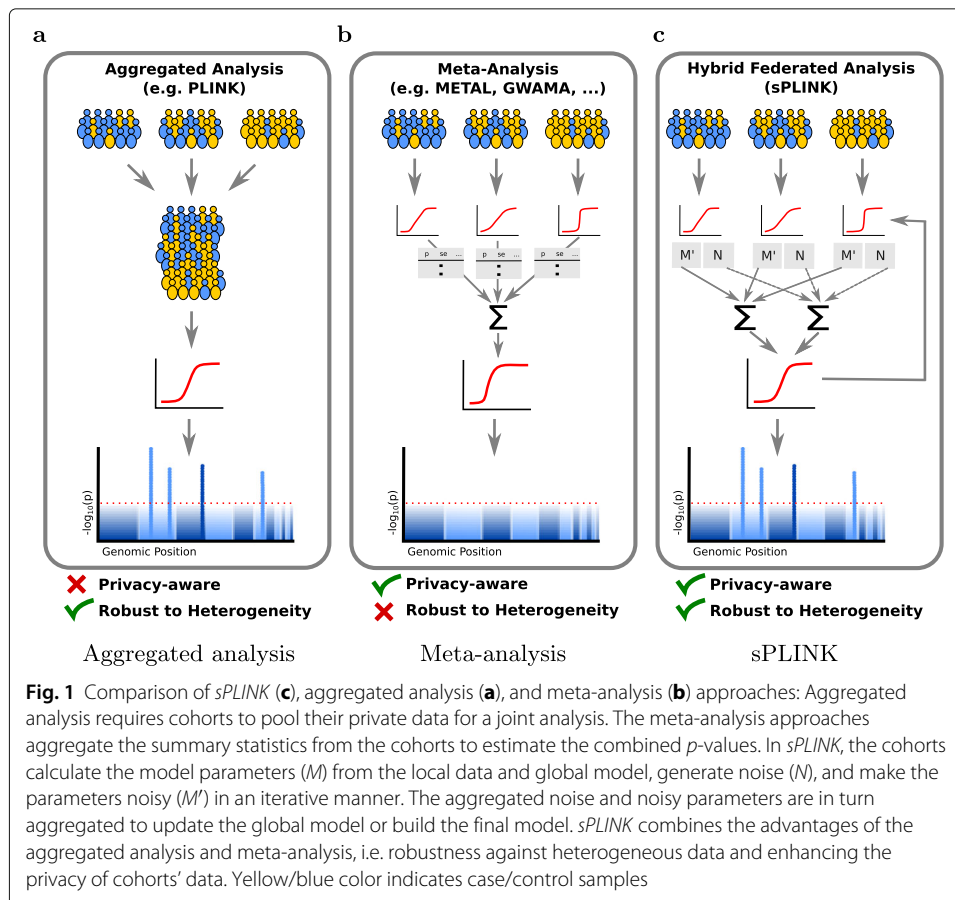 a
Aggregated Analysis
(e.g. PLINK)
-log10(p)
Genomic Position
Privacy-aware
Robust to Heterogeneity
Aggregated analysis
b
Meta-Analysis
(e.g. METAL, GWAMA, ...)
p se ... p se ... p se ...
: : :
Σ
-log10(p)
Genomic Position
Privacy-aware
Robust to Heterogeneity
Meta-analysis
c
Hybrid Federated Analysis
(sPLINK)
M' N M' N M' N
Σ Σ
-log10(p)
Genomic Position
Privacy-aware
Robust to Heterogeneity
sPLINK
Fig. 1 Comparison of sPLINK (c), aggregated analysis (a), and meta-analysis (b) approaches: Aggregated
analysis requires cohorts to pool their private data for a joint analysis. The meta-analysis approaches
aggregate the summary statistics from the cohorts to estimate the combined p-values. In sPLINK, the cohorts
calculate the model parameters (M) from the local data and global model, generate noise (N), and make the
parameters noisy (M′) in an iterative manner. The aggregated noise and noisy parameters are in turn
aggregated to update the global model or build the final model. sPLINK combines the advantages of the
aggregated analysis and meta-analysis, i.e. robustness against heterogeneous data and enhancing the
privacy of cohorts' data. Yellow/blue color indicates case/control samples